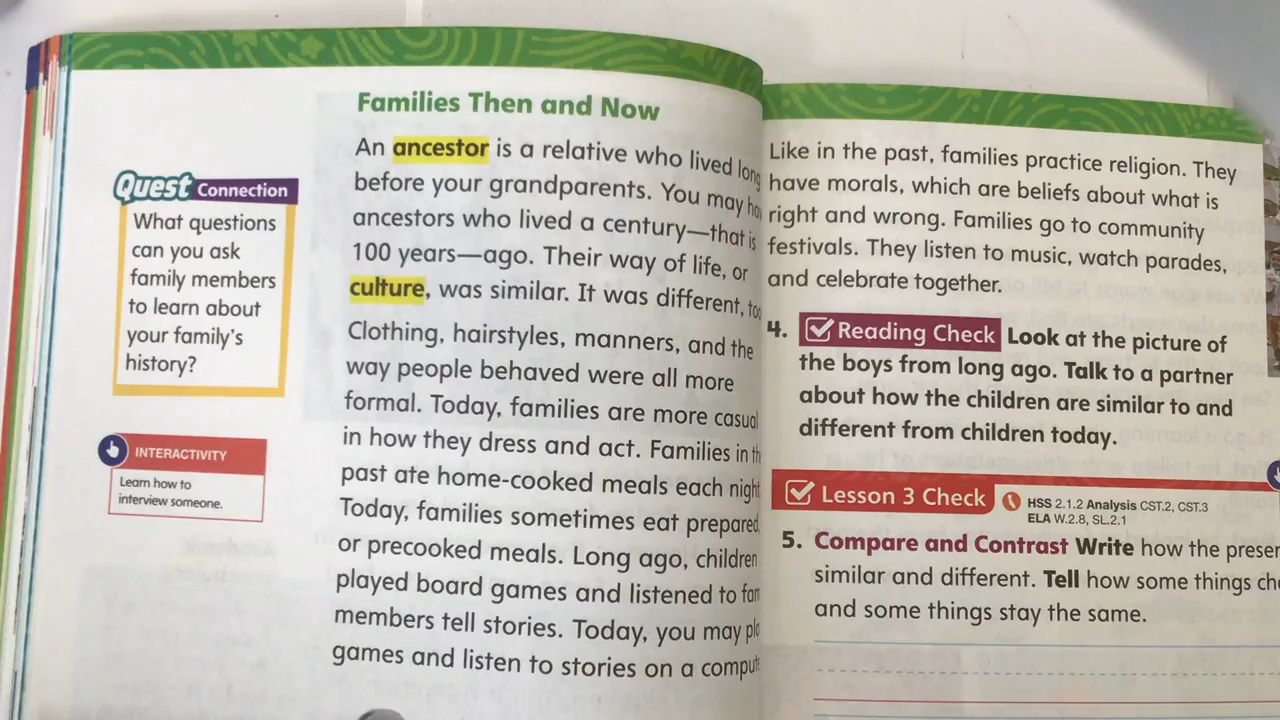 Families Then and Now
An ancestor is a relative who lived long
before your grandparents. You may
ancestors who lived a century—that is
100 years—ago. Their way of life, or
culture, was similar. It was different,
Clothing, hairstyles, manners, and the
way people behaved were all more
formal. Today, families are more casual
in how they dress and act. Families in
past ate home-cooked meals each night
Today, families sometimes eat prepared,
or precooked meals. Long ago, children
played board games and listened to
members tell stories. Today, you may
games and listen to stories on a
Quest Connection
What questions
can you ask
family members
to learn about
your family's
history?
INTERACTIVITY
Learn how to
interview someone.
Like in the past, families practice religion. They
have morals, which are beliefs about what is
right and wrong. Families go to community
festivals. They listen to music, watch parades,
and celebrate together.
4. Reading Check Look at the picture of
the boys from long ago. Talk to a partner
about how the children are similar to and
different from children today.
Lesson 3 Check
HSS 2.1.2 Analysis CST.2, CST.3
ELA W.2.8, SL.2.1
5. Compare and Contrast Write how the
similar and different. Tell how some things
and some things stay the same.